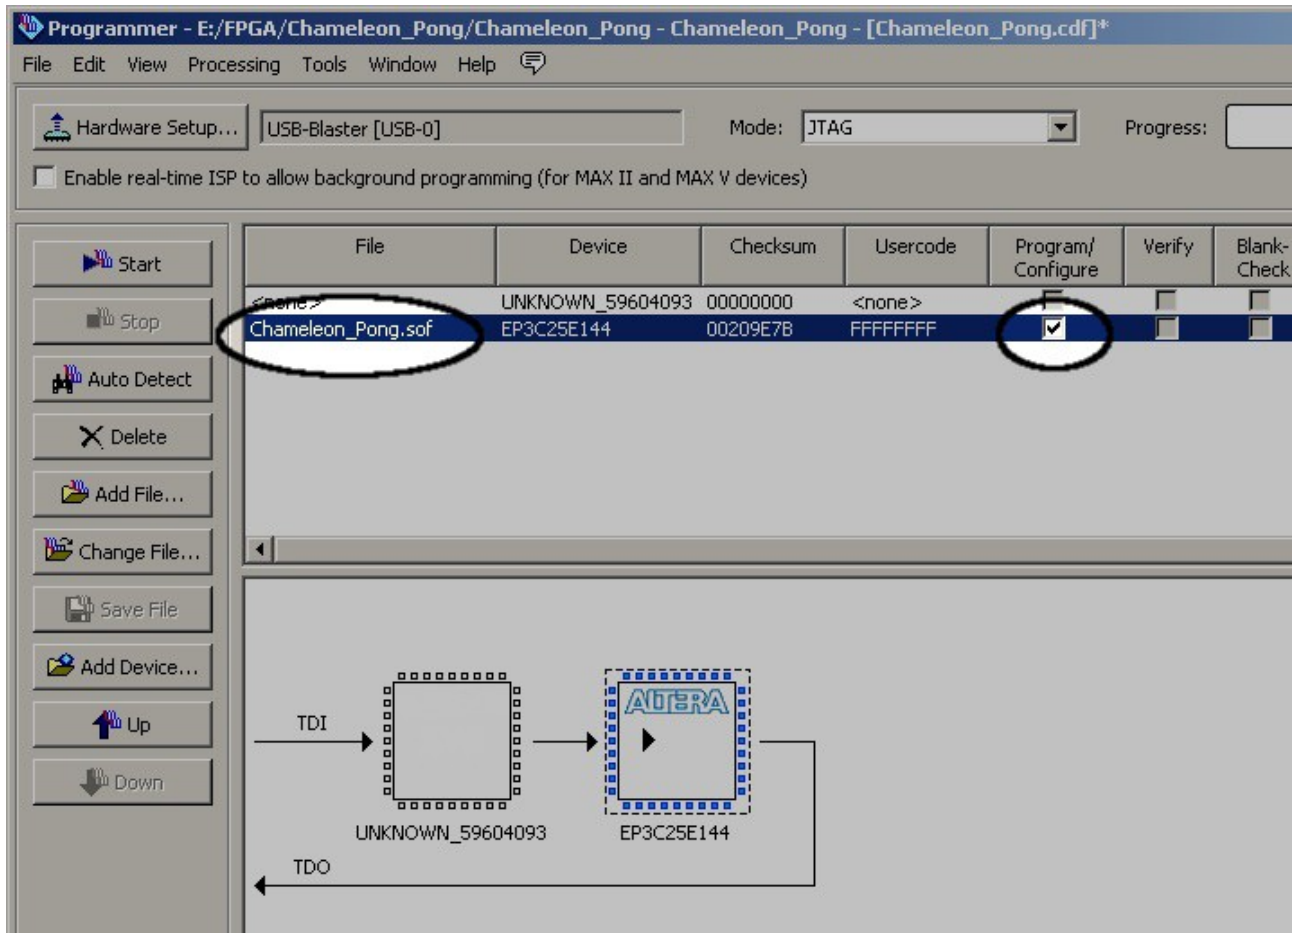 Programmer - E:/FPGA/Chameleon_Pong/Chameleon_Pong - Chameleon_Pong - [Chameleon_Pong.cdf]*
File Edit View Processing Tools Window Help
Hardware Setup... USB-Blaster [USB-0] Mode: JTAG Progress:
Enable real-time ISP to allow background programming (for MAX II and MAX V devices)
Start
Stop
Auto Detect
Delete
Add File...
Change File...
Save File
Add Device...
Up
Down
File Device Checksum Usercode Program/ Verify Blank-
Configure Check
<none> UNKNOWN_59604093 00000000 <none>
Chameleon_Pong.sof EP3C25E144 00209E7B FFFFFFFF
ALTERA
TDI
UNKNOWN_59604093 EP3C25E144
TDO